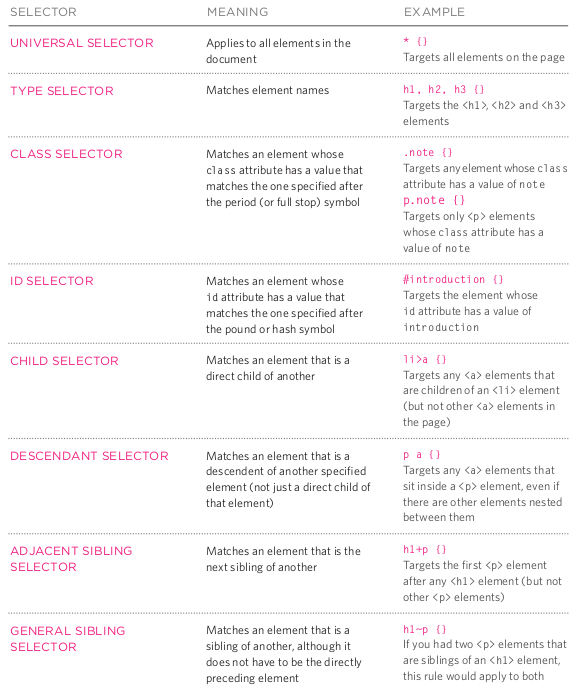 SELECTOR MEANING EXAMPLE
UNIVERSAL SELECTOR Applies to all elements in the * {}
document Targets all elements on the page
TYPE SELECTOR Matches element names h1, h2, h3 {}
Targets the <h1>, <h2> and <h3>
elements
CLASS SELECTOR Matches an element whose .note {}
class attribute has a value that Targets any element whose class
matches the one specified after attribute has a value of note
the period (or full stop) symbol p.note {}
Targets only <p> elements
whose class attribute has a
value of note
ID SELECTOR Matches an element whose #introduction {}
id attribute has a value that Targets the element whose
matches the one specified after id attribute has a value of
the pound or hash symbol introduction
CHILD SELECTOR Matches an element that is a li>a {}
direct child of another Targets any <a> elements that
are children of an <li> element
(but not other <a> elements in
the page)
DESCENDANT SELECTOR Matches an element that is a p a {}
descendent of another specified Targets any <a> elements that
element (not just a direct child of sit inside a <p> element, even if
that element) there are other elements nested
between them
ADJACENT SIBLING Matches an element that is the h1+p {}
SELECTOR next sibling of another Targets the first <p> element
after any <h1> element (but not
other <p> elements)
GENERAL SIBLING Matches an element that is a h1~p {}
SELECTOR sibling of another, although it If you had two <p> elements that
does not have to be the directly are siblings of an <h1> element,
preceding element this rule would apply to both